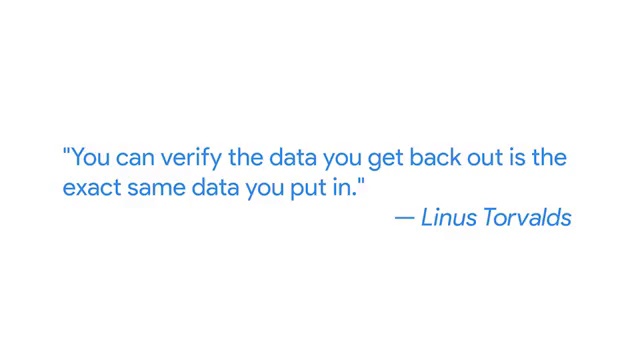 "You can verify the data you get back out is the
exact same data you put in."
— Linus Torvalds